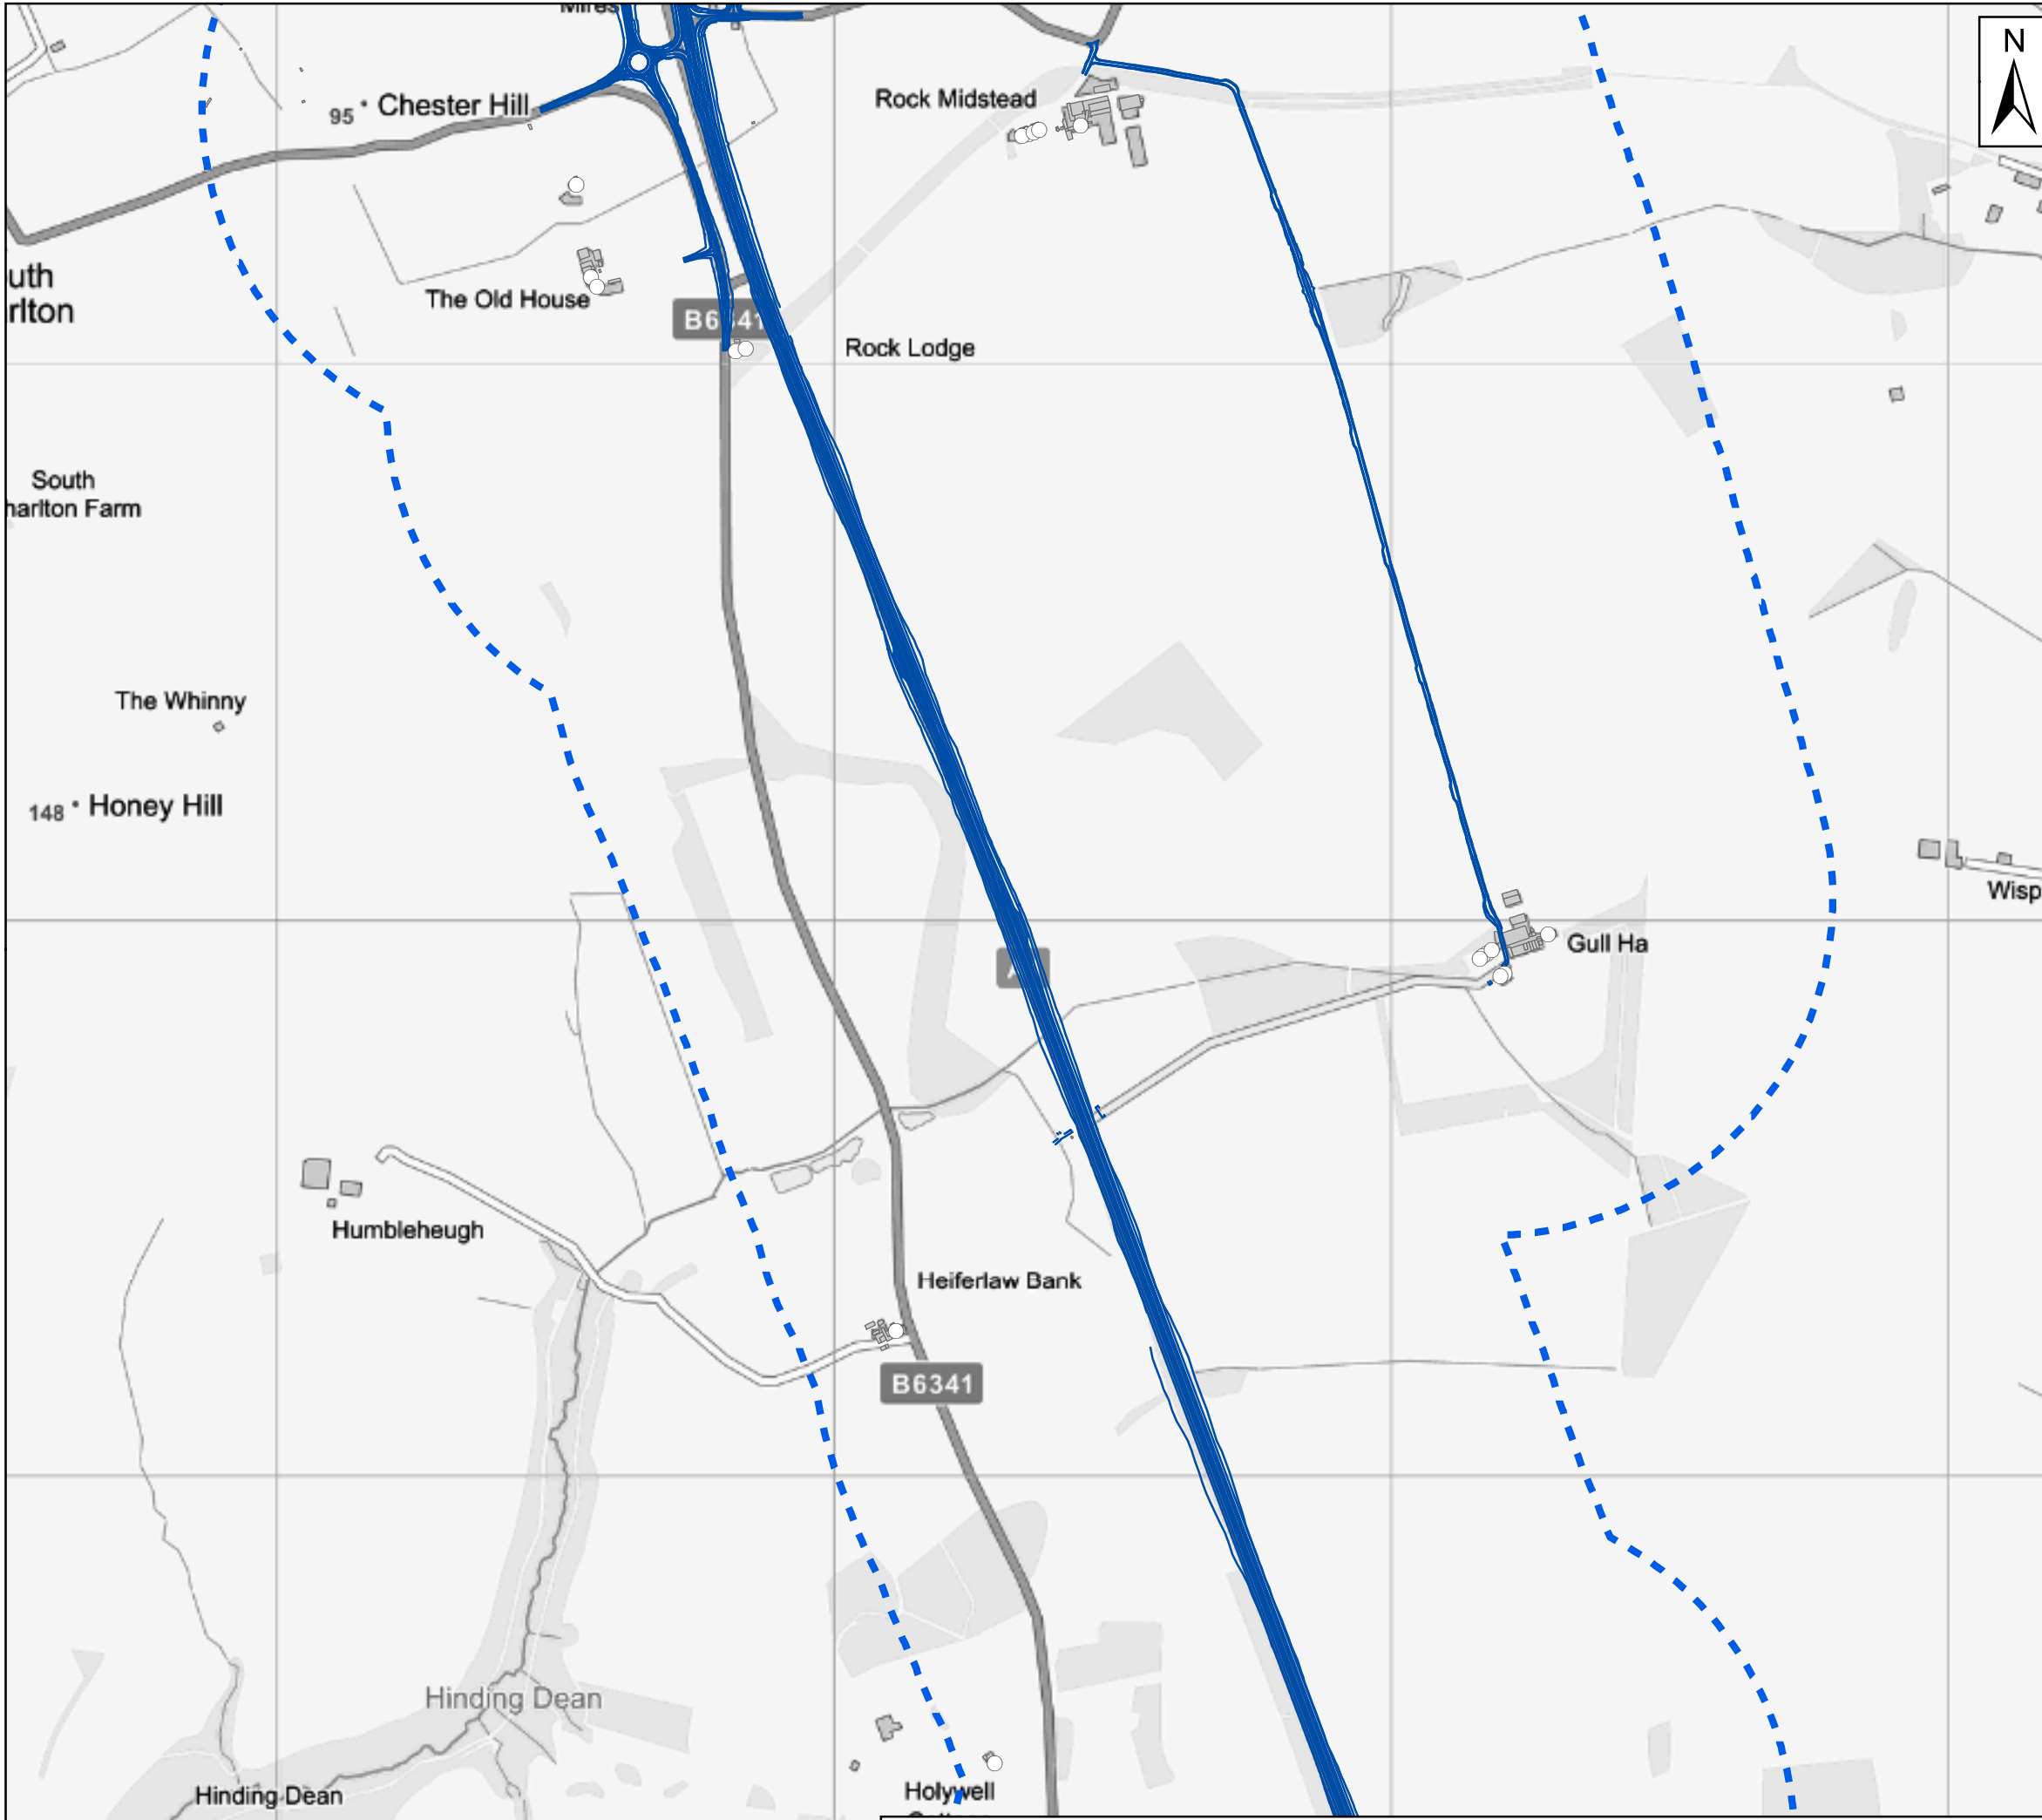 N
95 Chester Hill
Rock Midstead
uth
rlton
The Old House
B6341
Rock Lodge
South
harlton Farm
The Whinny
148 Honey Hill
Wisp
Gull Ha
Humbleheugh
Heiferlaw Bank
B6341
Hinding Dean
Hinding Dean
Holywell